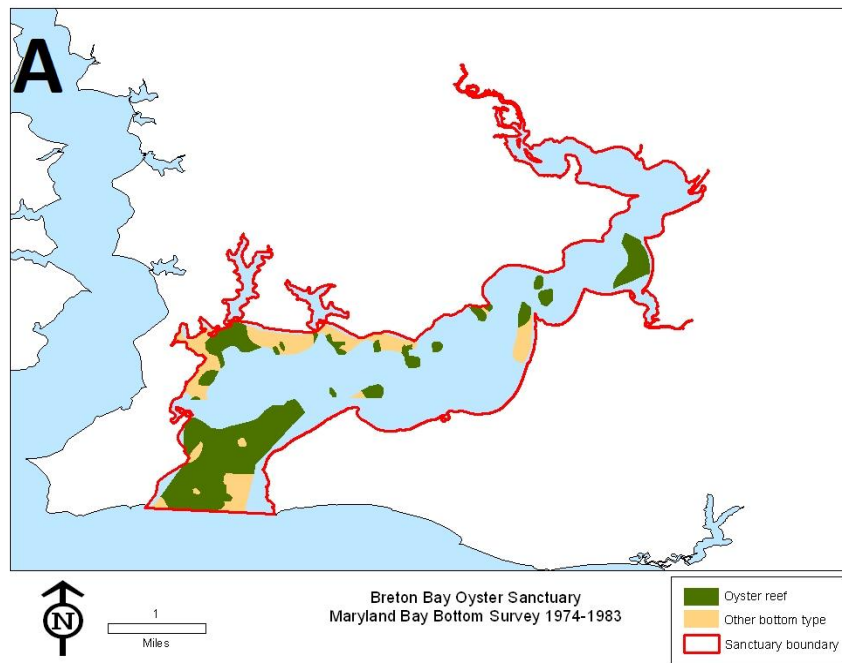 A
N
1
Miles
Breton Bay Oyster Sanctuary
Maryland Bay Bottom Survey 1974-1983
Oyster reef
Other bottom type
Sanctuary boundary